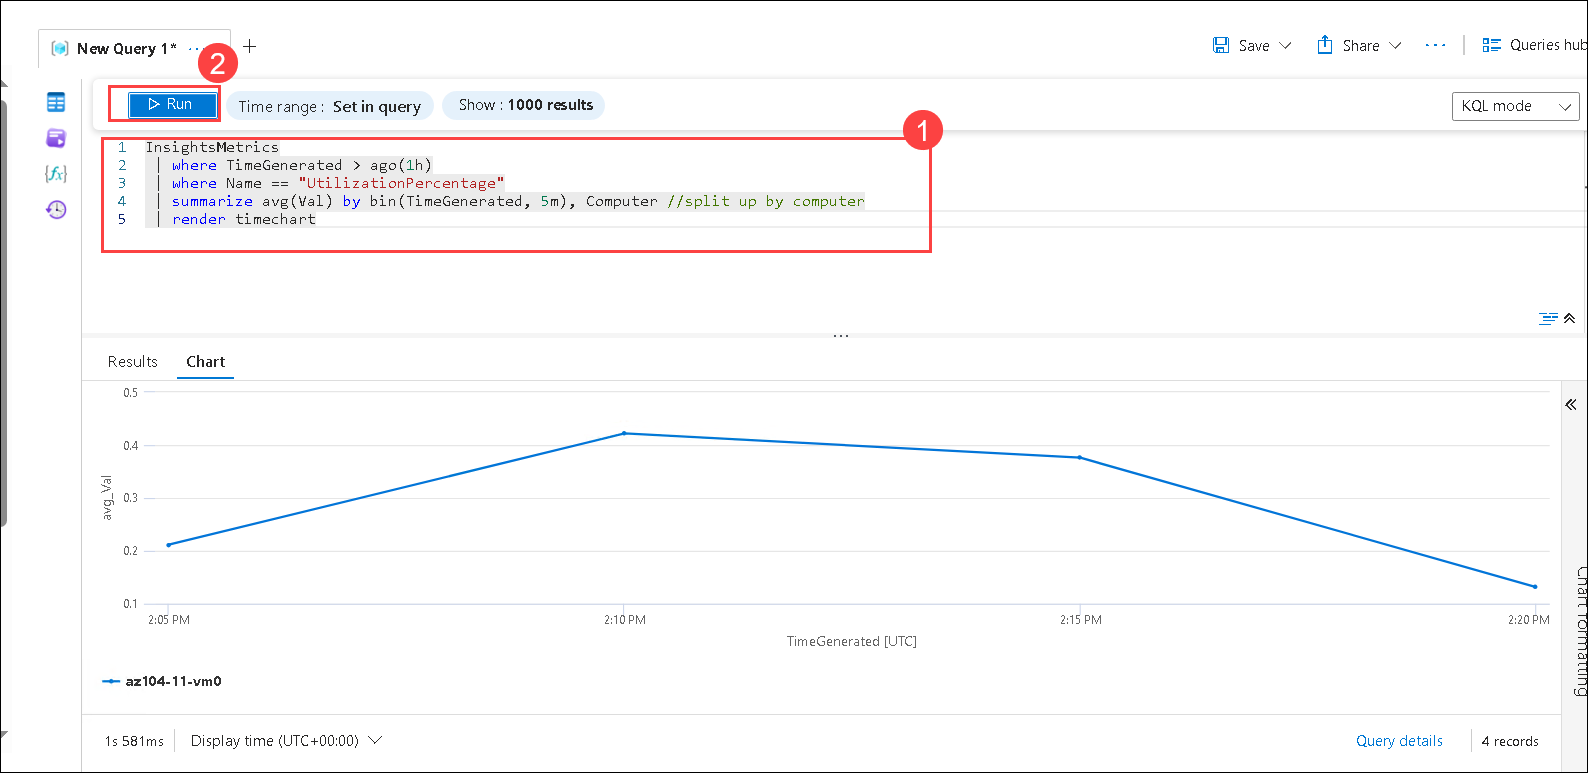 New Query 1* ...
+
Save
Share
...
Queries hub
2
Run
Time range : Set in query
Show : 1000 results
KQL mode
1
1 InsightsMetrics
2 | where TimeGenerated > ago(1h)
3 | where Name == "UtilizationPercentage"
4 | summarize avg(Val) by bin(TimeGenerated, 5m), Computer //split up by computer
5 | render timechart
...
Results
Chart
0.5
0.4
0.3
0.2
0.1
avg_Val
2:05 PM
2:10 PM
2:15 PM
2:20 PM
TimeGenerated [UTC]
Chart formatting
az104-11-vm0
1s 581ms
Display time (UTC+00:00)
Query details
4 records